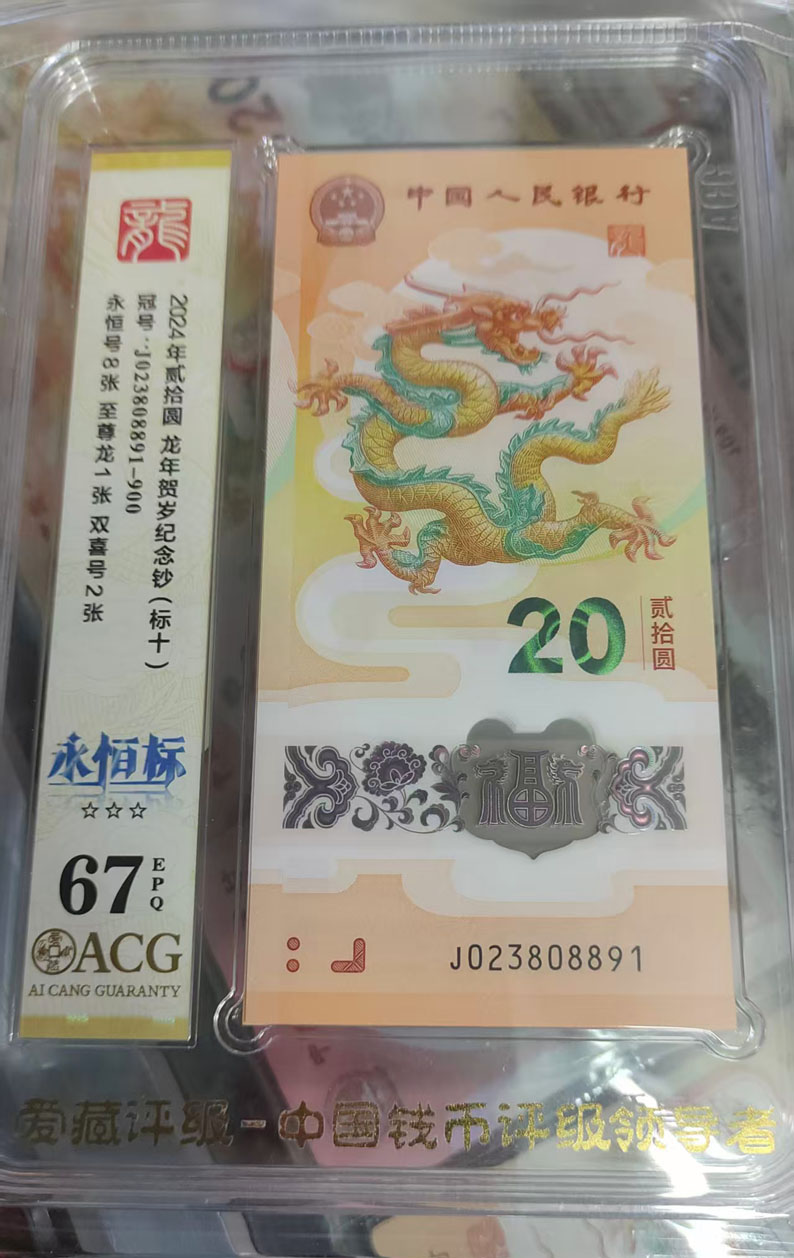 龍
2024年贰拾圆 龙年贺岁纪念钞(标十)
冠号:J023808891-900
永恒号8张 至尊龙1张 双喜号2张
永恒标
☆☆☆
67 EPQ
ACG
AI CANG GUARANTY
中国人民银行
20 贰拾圆
福
J023808891
爱藏评级-中国钱币评级领导者